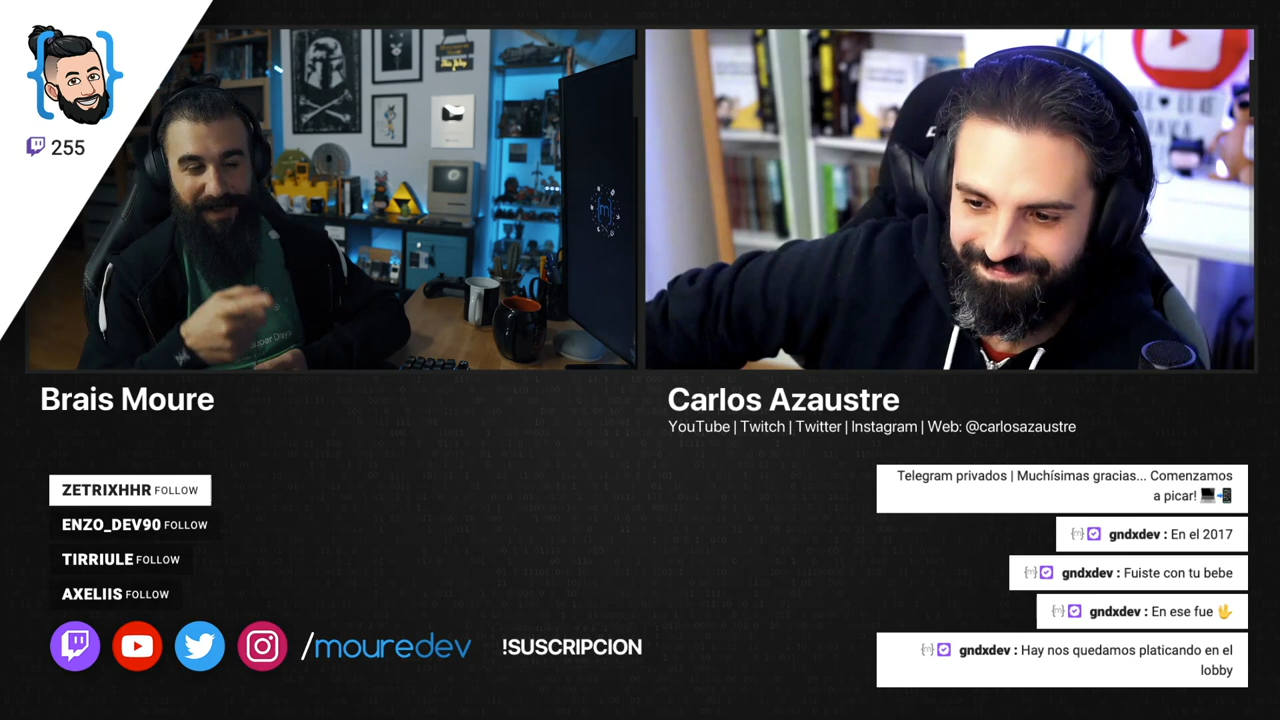 255
Brais Moure
Carlos Azaustre
YouTube | Twitch | Twitter | Instagram | Web: @carlosazaustre
ZETRIXHHR FOLLOW
ENZO_DEV90 FOLLOW
TIRRIULE FOLLOW
AXELIIS FOLLOW
/mouredev
!SUSCRIPCION
Telegram privados | Muchísimas gracias... Comenzamos
a picar! 💻📲
gndxdev : En el 2017
gndxdev : Fuiste con tu bebe
gndxdev : En ese fue 🖖
gndxdev : Hay nos quedamos platicando en el
lobby